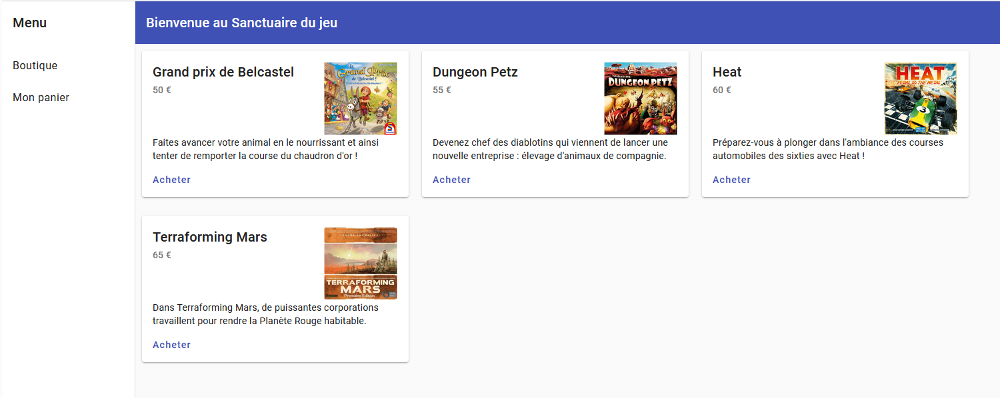 Menu
Bienvenue au Sanctuaire du jeu
Boutique
Mon panier
Grand prix de Belcastel
50 €
Grand Prix
de Belcastel !
Faites avancer votre animal en le nourrissant et ainsi
tenter de remporter la course du chaudron d'or !
Acheter
Dungeon Petz
55 €
DUNGEON PETZ
Devenez chef des diablotins qui viennent de lancer une
nouvelle entreprise : élevage d'animaux de compagnie.
Acheter
Heat
60 €
HEAT
PEDAL TO THE METAL
3
Préparez-vous à plonger dans l'ambiance des courses
automobiles des sixties avec Heat !
Acheter
Terraforming Mars
65 €
TERRAFORMING
MARS
Première Édition
Dans Terraforming Mars, de puissantes corporations
travaillent pour rendre la Planète Rouge habitable.
Acheter